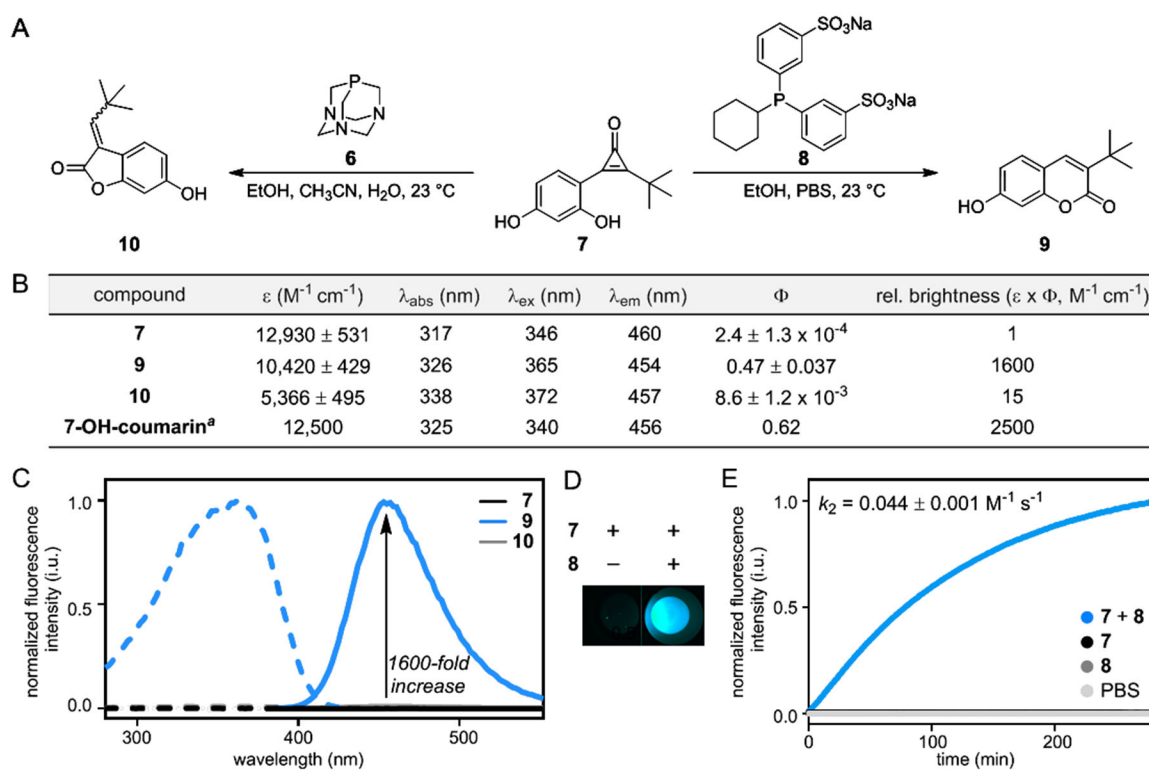 A
O
O
OH
10
P
N
N
N
6
EtOH, CH₃CN, H₂O, 23 °C
O
HO
OH
7
SO₃Na
P
SO₃Na
8
EtOH, PBS, 23 °C
HO
O
O
9
B
compound ε (M⁻¹ cm⁻¹) λabs (nm) λex (nm) λem (nm) Φ rel. brightness (ε x Φ, M⁻¹ cm⁻¹)
7 12,930 ± 531 317 346 460 2.4 ± 1.3 x 10⁻⁴ 1
9 10,420 ± 429 326 365 454 0.47 ± 0.037 1600
10 5,366 ± 495 338 372 457 8.6 ± 1.2 x 10⁻³ 15
7-OH-coumarinᵃ 12,500 325 340 456 0.62 2500
C
normalized fluorescence
intensity (i.u.)
1.0
0.5
0.0
7
9
10
1600-fold
increase
300 400 500
wavelength (nm)
D
7 + +
8 – +
E
normalized fluorescence
intensity (i.u.)
1.0
0.5
0.0
k₂ = 0.044 ± 0.001 M⁻¹ s⁻¹
7 + 8
7
8
PBS
0 100 200
time (min)